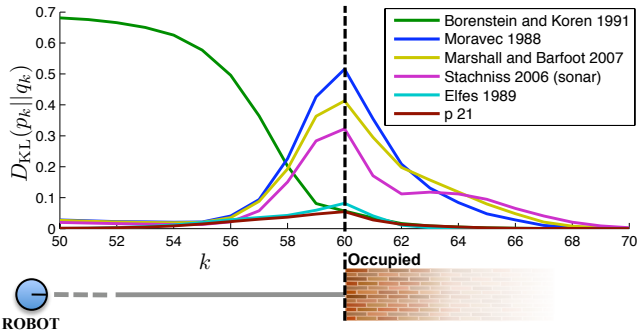 0.7
0.6
0.5
0.4
0.3
0.2
0.1
0
D_KL(p_k||q_k)
Borenstein and Koren 1991
Moravec 1988
Marshall and Barfoot 2007
Stachniss 2006 (sonar)
Elfes 1989
p 21
50 52 54 56 58 60 62 64 66 68 70
k
Occupied
ROBOT